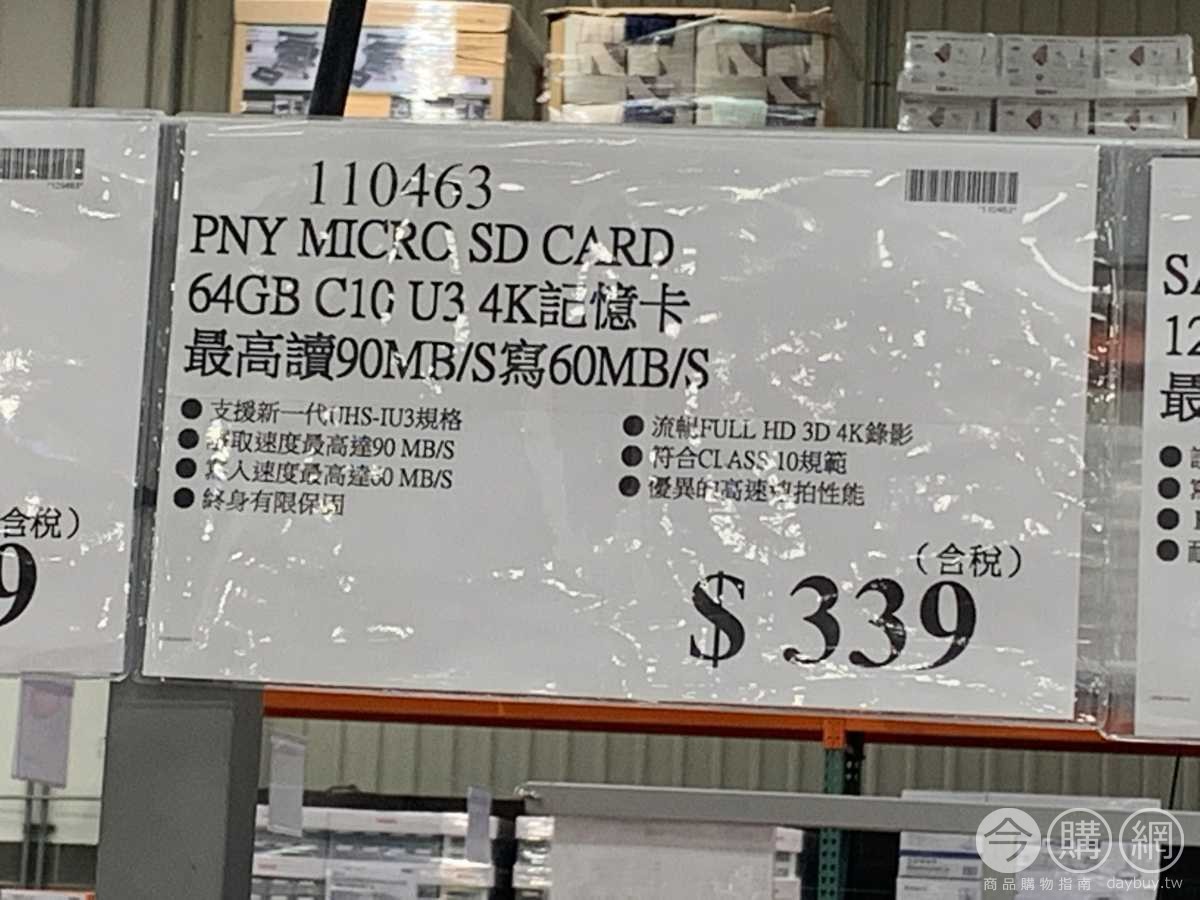 110463
PNY MICRO SD CARD
64GB C10 U3 4K記憶卡
最高讀90MB/S寫60MB/S
● 支援新一代UHS-IU3規格
● 讀取速度最高達90 MB/S
● 寫入速度最高達60 MB/S
● 終身有限保固
● 流暢FULL HD 3D 4K錄影
● 符合CLASS 10規範
● 優異的高速連拍性能
(含稅)
$ 339
含稅)
9
12
最
今購網
商品購物指南 - daybuy.tw